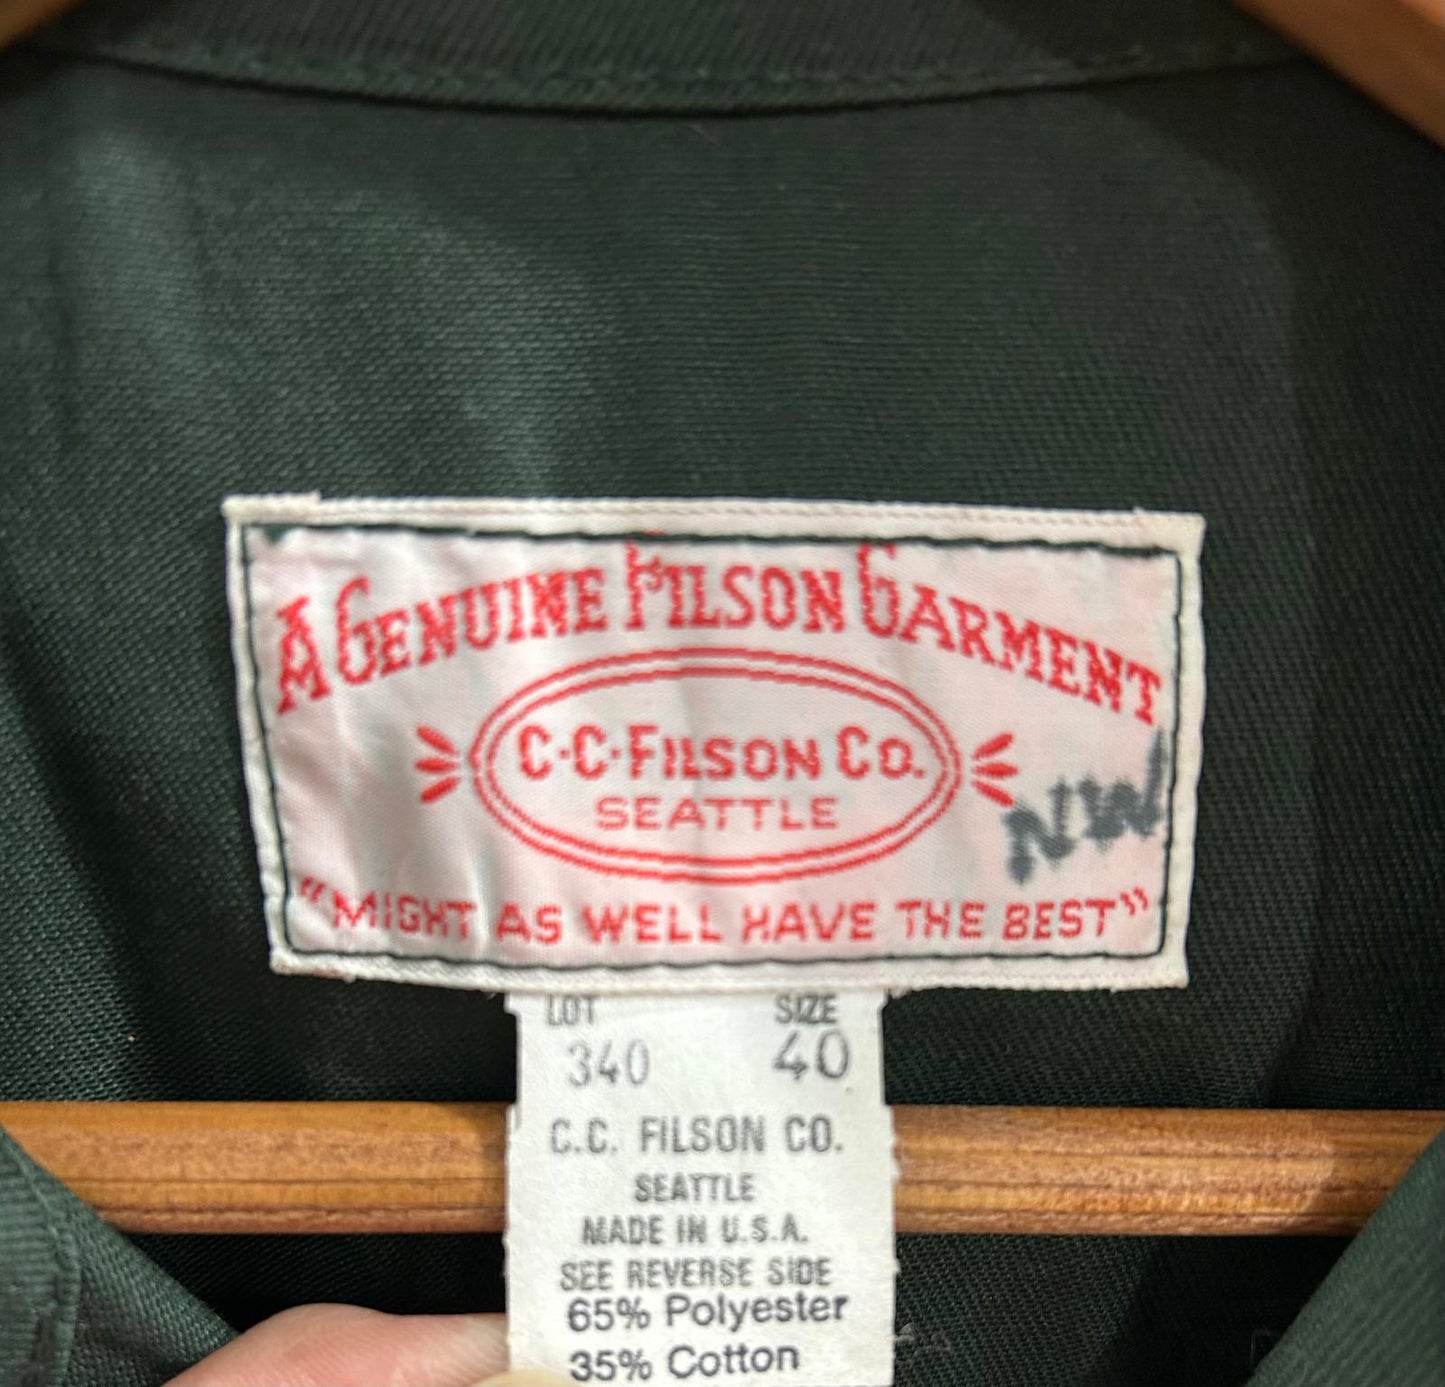 A GENUINE FILSON GARMENT
C·C·FILSON CO.
SEATTLE
NW
"MIGHT AS WELL HAVE THE BEST"
LOT SIZE
340 40
C.C. FILSON CO.
SEATTLE
MADE IN U.S.A.
SEE REVERSE SIDE
65% Polyester
35% Cotton